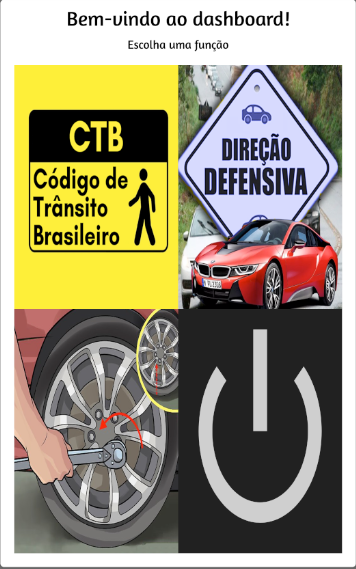 Bem-vindo ao dashboard!
Escolha uma função
CTB
Código de
Trânsito
Brasileiro
DIREÇÃO
DEFENSIVA